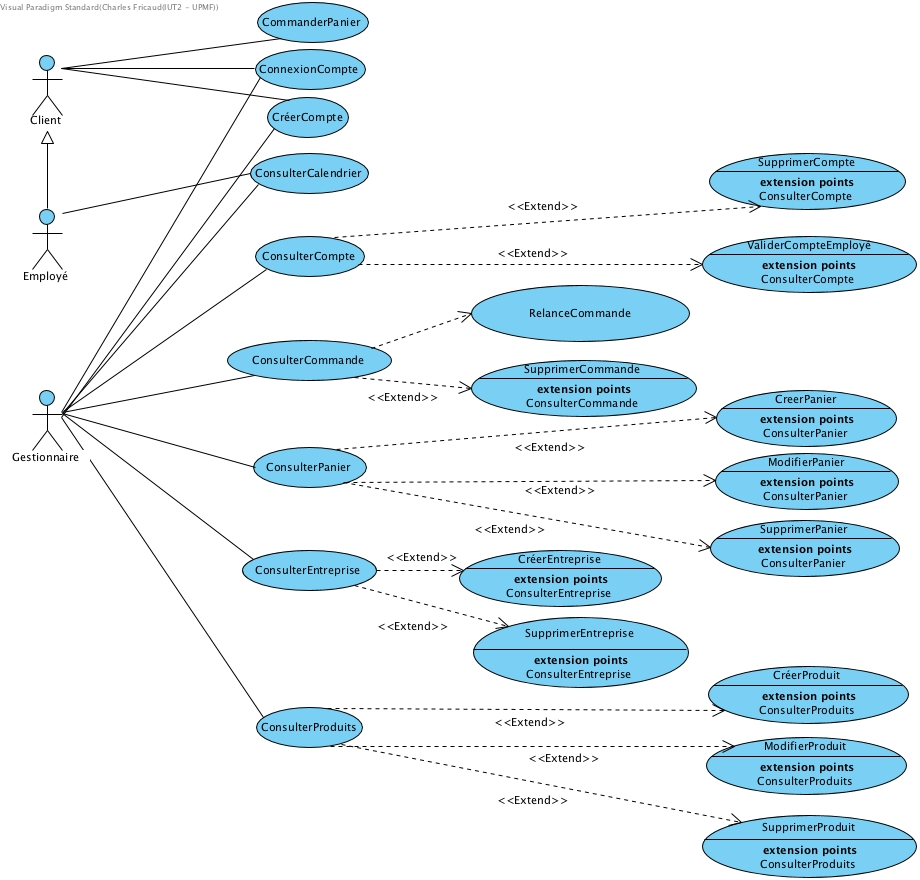 Visual Paradigm Standard(Charles Fricaud(IUT2 - UPMF))
CommanderPanier
ConnexionCompte
Client
CréerCompte
ConsulterCalendrier
Employé
SupprimerCompte
extension points
ConsulterCompte
<<Extend>>
ConsulterCompte
<<Extend>>
ValiderCompteEmployé
extension points
ConsulterCompte
RelanceCommande
ConsulterCommande
<<Extend>>
SupprimerCommande
extension points
ConsulterCommande
Gestionnaire
ConsulterPanier
<<Extend>>
CreerPanier
extension points
ConsulterPanier
<<Extend>>
ModifierPanier
extension points
ConsulterPanier
<<Extend>>
SupprimerPanier
extension points
ConsulterPanier
ConsulterEntreprise
<<Extend>>
CréerEntreprise
extension points
ConsulterEntreprise
<<Extend>>
SupprimerEntreprise
extension points
ConsulterEntreprise
ConsulterProduits
<<Extend>>
CréerProduit
extension points
ConsulterProduits
<<Extend>>
ModifierProduit
extension points
ConsulterProduits
<<Extend>>
SupprimerProduit
extension points
ConsulterProduits